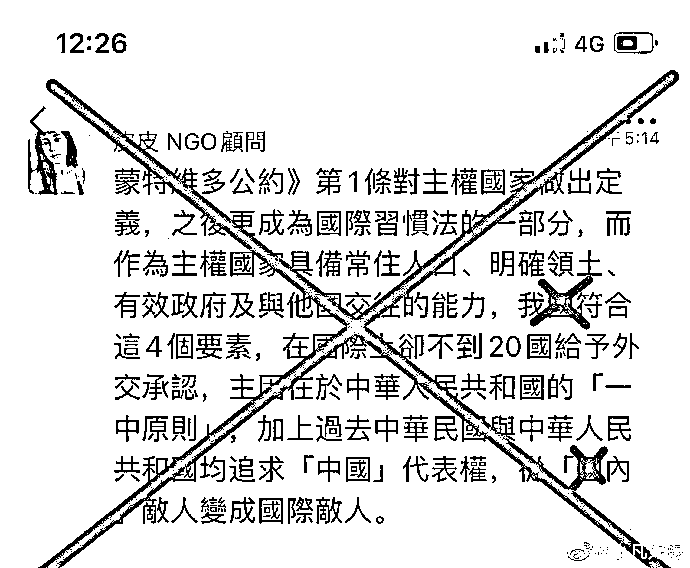 12:26
4G
皮皮 NGO顧問
5:14
蒙特維多公約》第1條對主權國家做出定
義，之後更成為國際習慣法的一部分，而
作為主權國家具備常住人口、明確領土、
有效政府及與他國交往的能力，我 符合
這4個要素，在國際上卻不到20國給予外
交承認，主因在於中華人民共和國的「一
中原則」，加上過去中華民國與中華人民
共和國均追求「中國」代表權，從「 內
」敵人變成國際敵人。